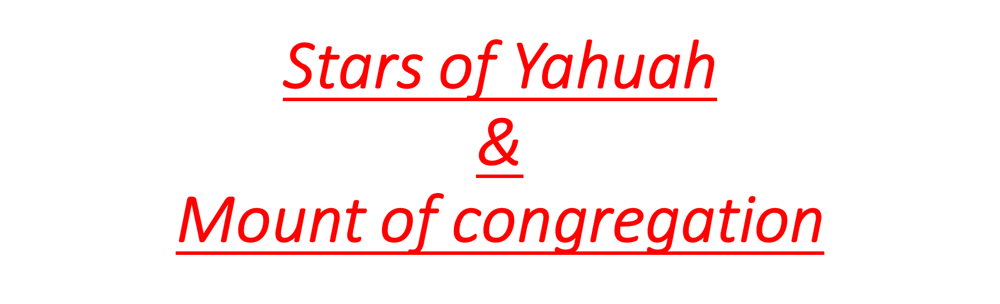 Stars of Yahuah
&
Mount of congregation